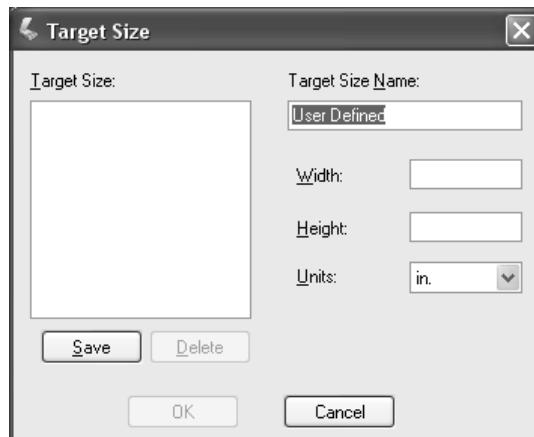 Target Size
Target Size:
Target Size Name:
User Defined
Width:
Height:
Units:
in.
Save
Delete
OK
Cancel